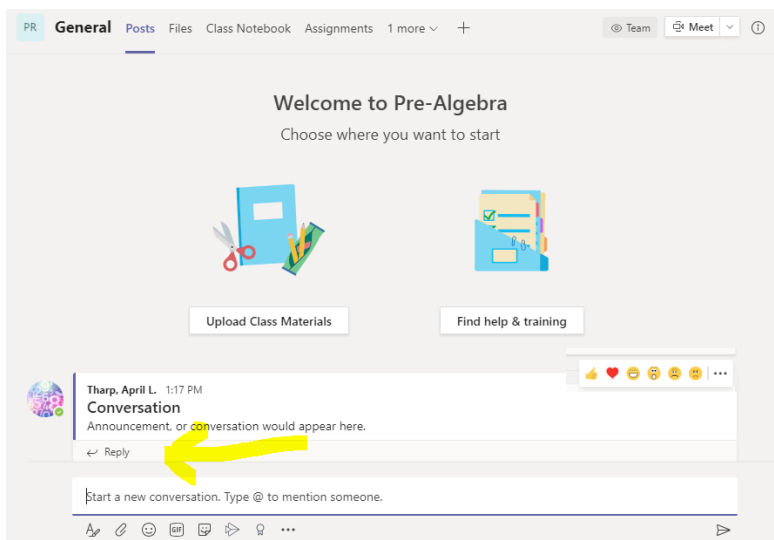 PR General Posts Files Class Notebook Assignments 1 more Team Meet
Welcome to Pre-Algebra
Choose where you want to start
Upload Class Materials Find help & training
Tharp, April L. 1:17 PM
Conversation
Announcement, or conversation would appear here.
Reply
Start a new conversation. Type @ to mention someone.
GIF